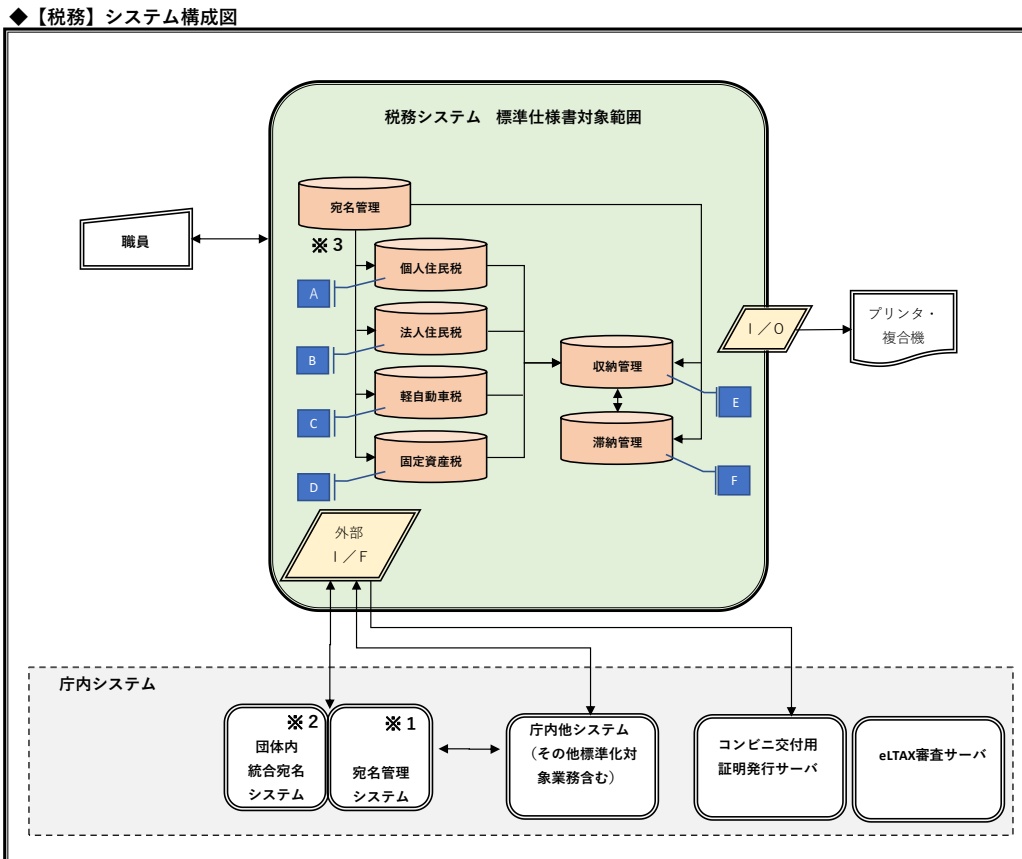 ◆【税務】システム構成図
税務システム　標準仕様書対象範囲
宛名管理
※３
職員
個人住民税
A
法人住民税
B
軽自動車税
C
固定資産税
D
収納管理
E
滞納管理
F
Ｉ／Ｏ
プリンタ・
複合機
外部
Ｉ／F
庁内システム
※２
団体内
統合宛名
システム
※１
宛名管理
システム
庁内他システム
（その他標準化対
象業務含む）
コンビニ交付用
証明発行サーバ
eLTAX審査サーバ